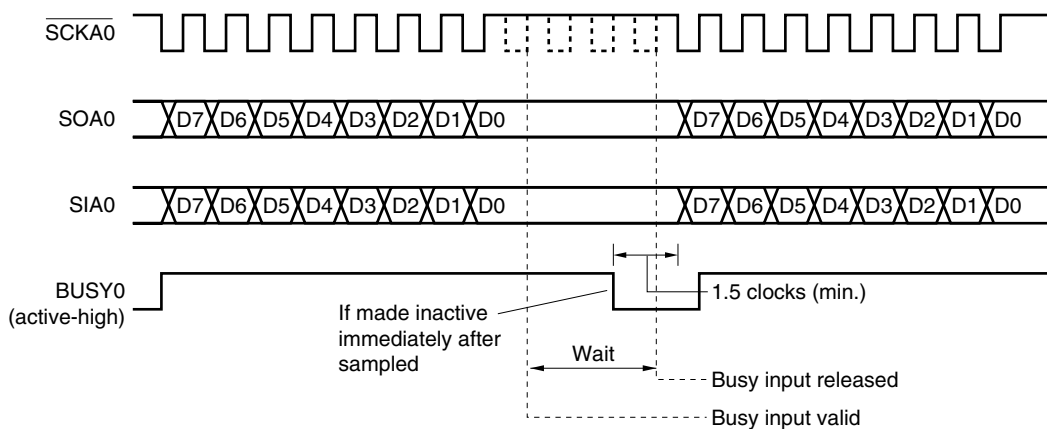 SCKA0
SOA0
D7 D6 D5 D4 D3 D2 D1 D0
D7 D6 D5 D4 D3 D2 D1 D0
SIA0
D7 D6 D5 D4 D3 D2 D1 D0
D7 D6 D5 D4 D3 D2 D1 D0
BUSY0
(active-high)
If made inactive
immediately after
sampled
1.5 clocks (min.)
Wait
Busy input released
Busy input valid